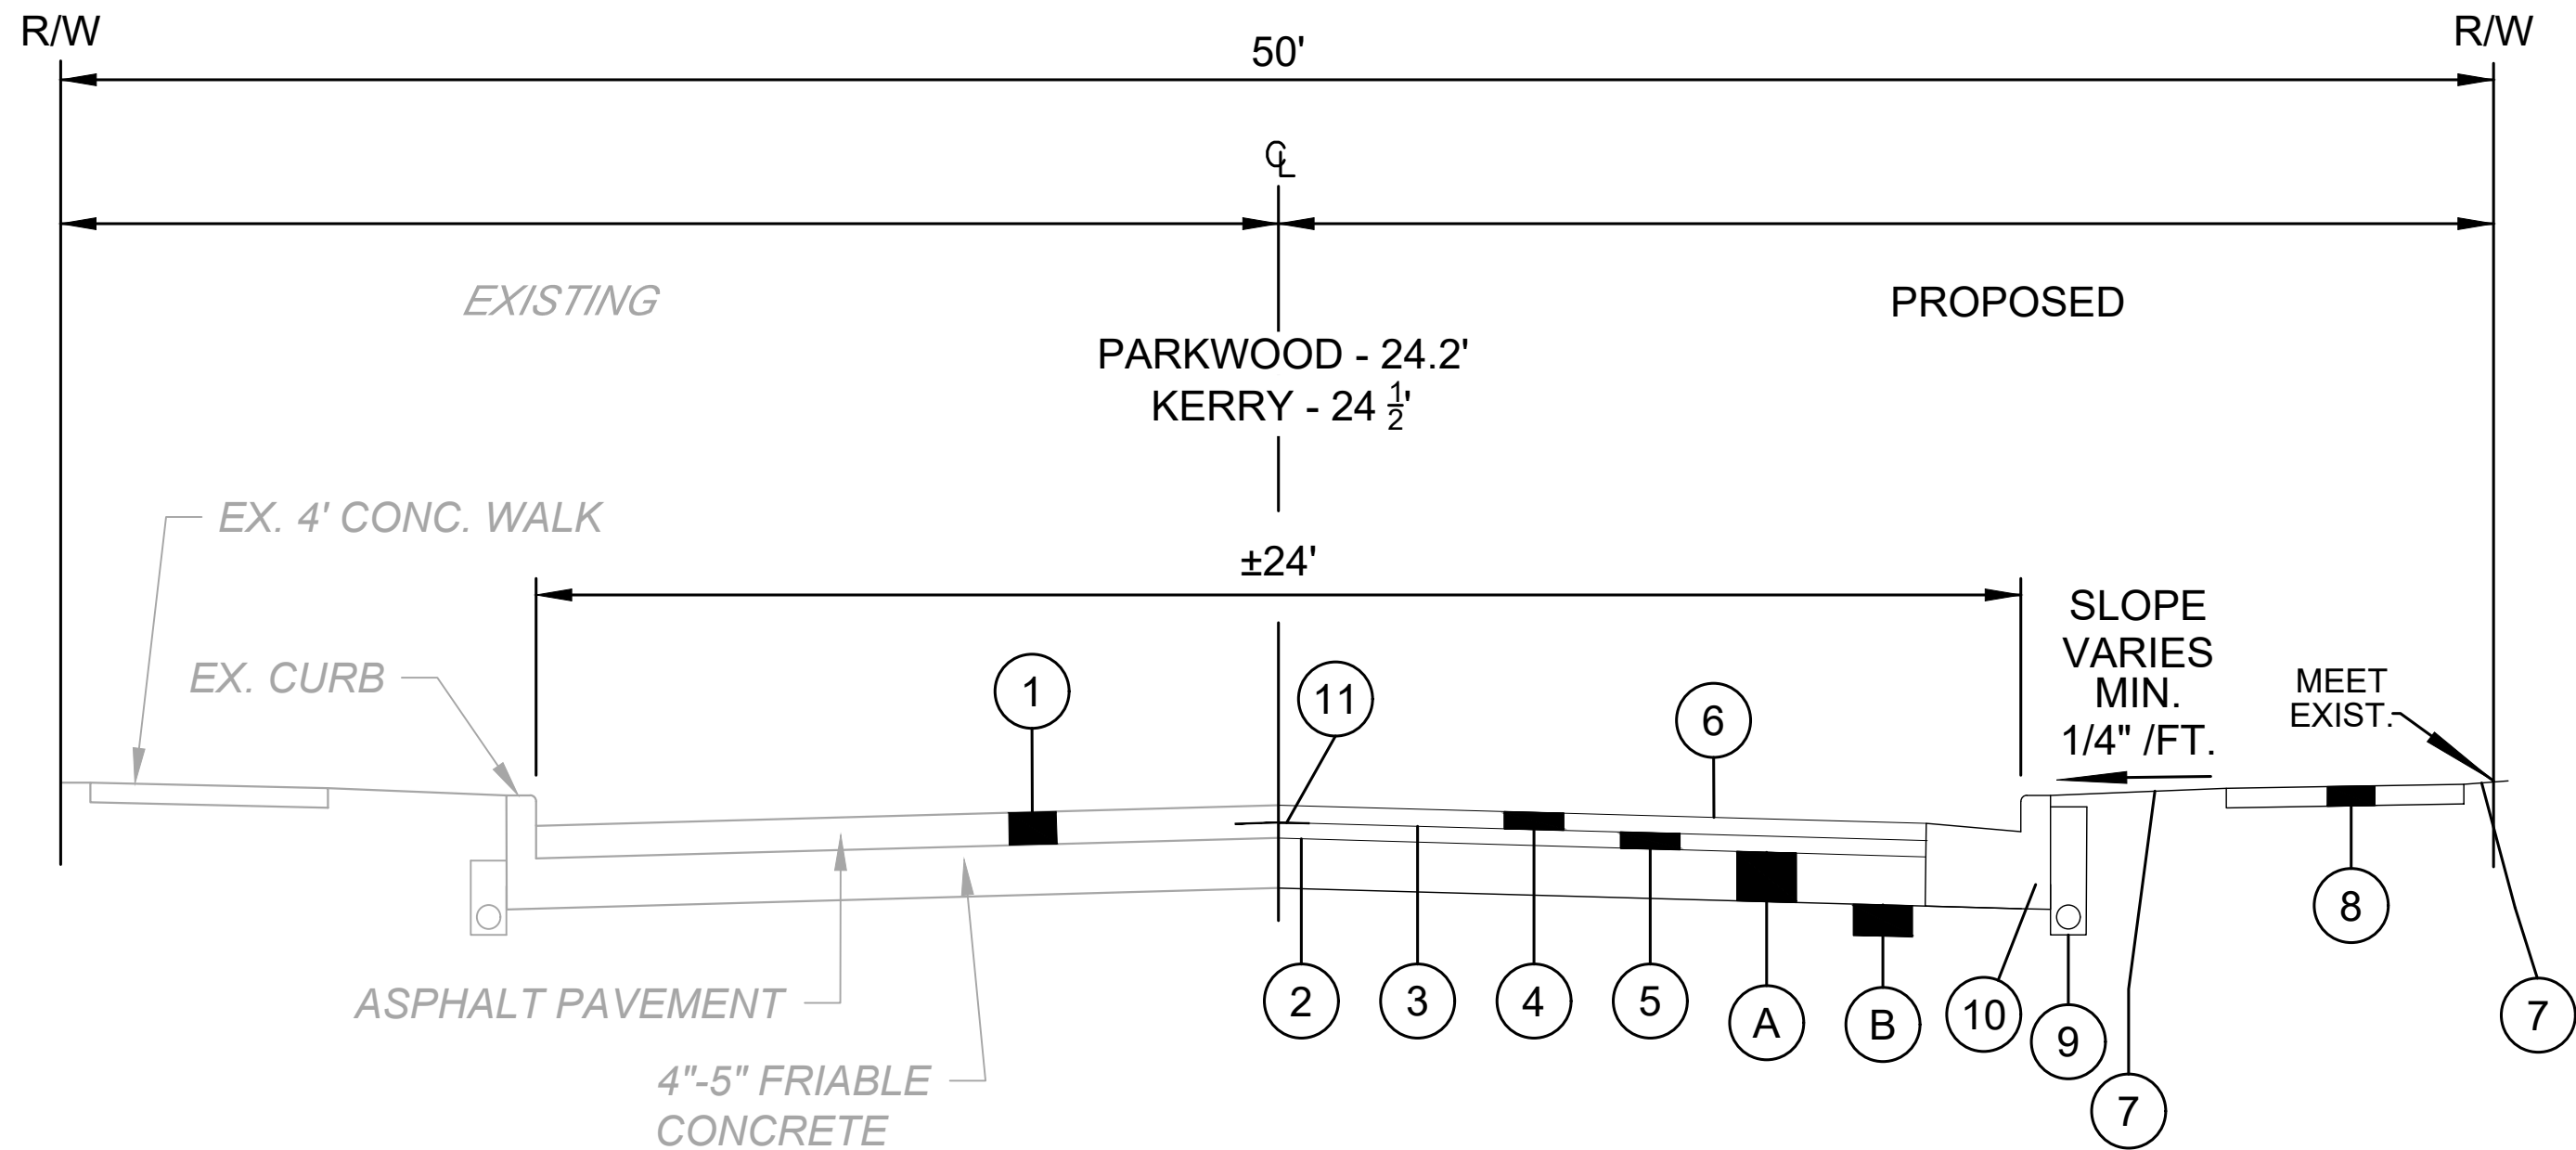 R/W
R/W
50'
℄
EXISTING
PROPOSED
PARKWOOD - 24.2'
KERRY - 24 1/2'
EX. 4' CONC. WALK
±24'
SLOPE
VARIES
MIN.
1/4" /FT.
EX. CURB
MEET
EXIST.
1
11
6
8
ASPHALT PAVEMENT
2
3
4
5
A
B
10
9
7
4"-5" FRIABLE
CONCRETE
7